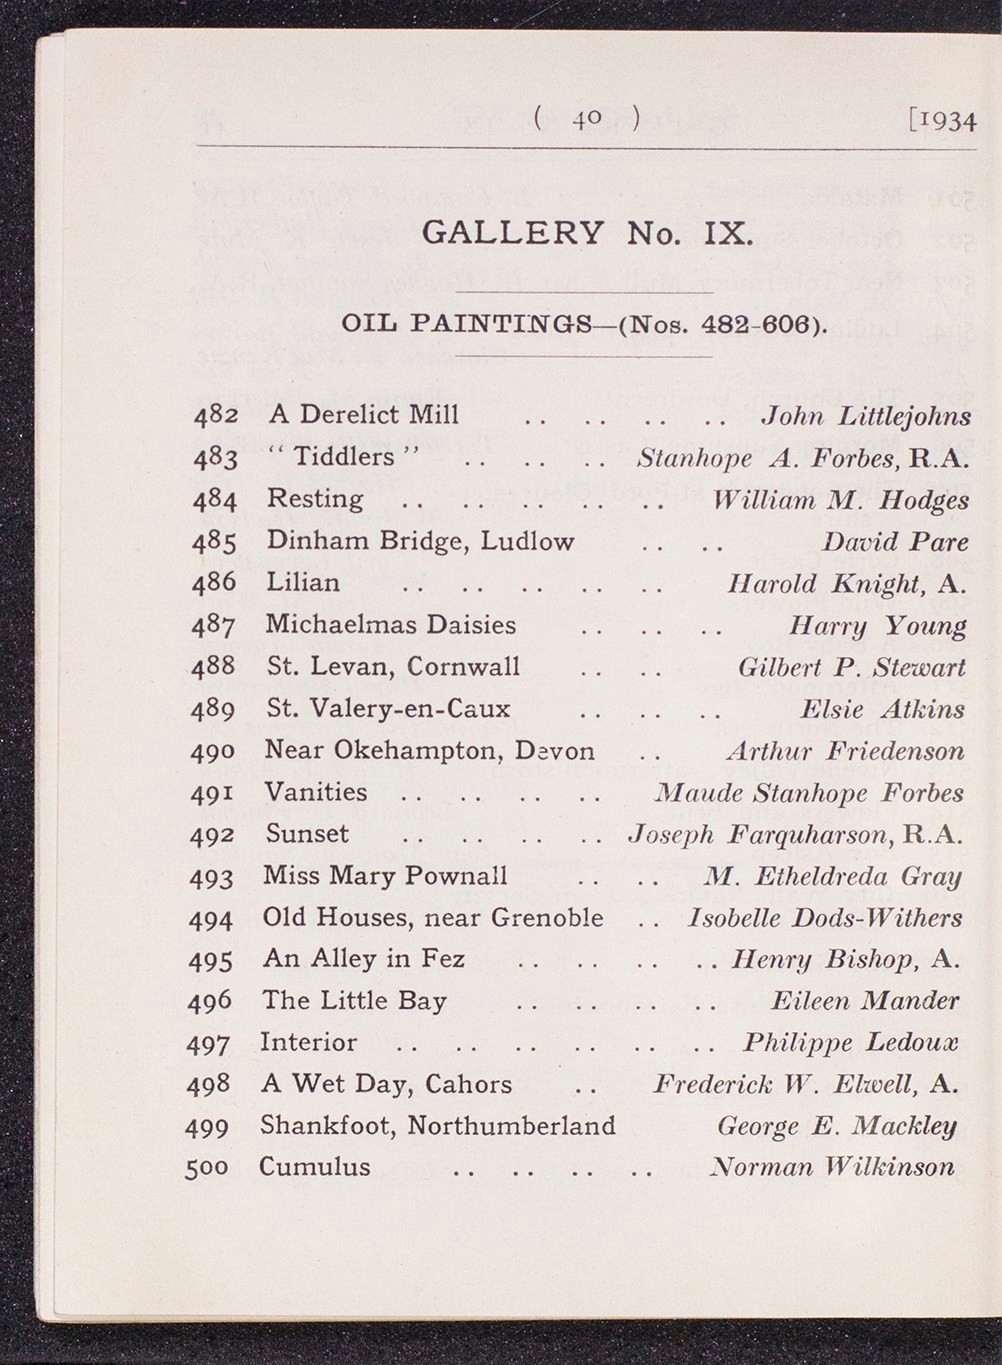 ( 40 ) [1934
GALLERY No. IX.
OIL PAINTINGS—(Nos. 482-606).
482 A Derelict Mill .. .. .. .. John Littlejohns
483 “ Tiddlers ” .. .. .. Stanhope A. Forbes, R.A.
484 Resting .. .. .. .. .. William M. Hodges
485 Dinham Bridge, Ludlow .. .. David Pare
486 Lilian .. .. .. .. .. Harold Knight, A.
487 Michaelmas Daisies .. .. .. Harry Young
488 St. Levan, Cornwall .. .. Gilbert P. Stewart
489 St. Valery-en-Caux .. .. .. Elsie Atkins
490 Near Okehampton, Devon .. Arthur Friedenson
491 Vanities .. .. .. .. Maude Stanhope Forbes
492 Sunset .. .. .. .. Joseph Farquharson, R.A.
493 Miss Mary Pownall .. .. M. Etheldreda Gray
494 Old Houses, near Grenoble .. Isobelle Dods-Withers
495 An Alley in Fez .. .. .. .. Henry Bishop, A.
496 The Little Bay .. .. .. .. Eileen Mander
497 Interior .. .. .. .. .. .. Philippe Ledoux
498 A Wet Day, Cahors .. Frederick W. Elwell, A.
499 Shankfoot, Northumberland George E. Mackley
500 Cumulus .. .. .. .. Norman Wilkinson